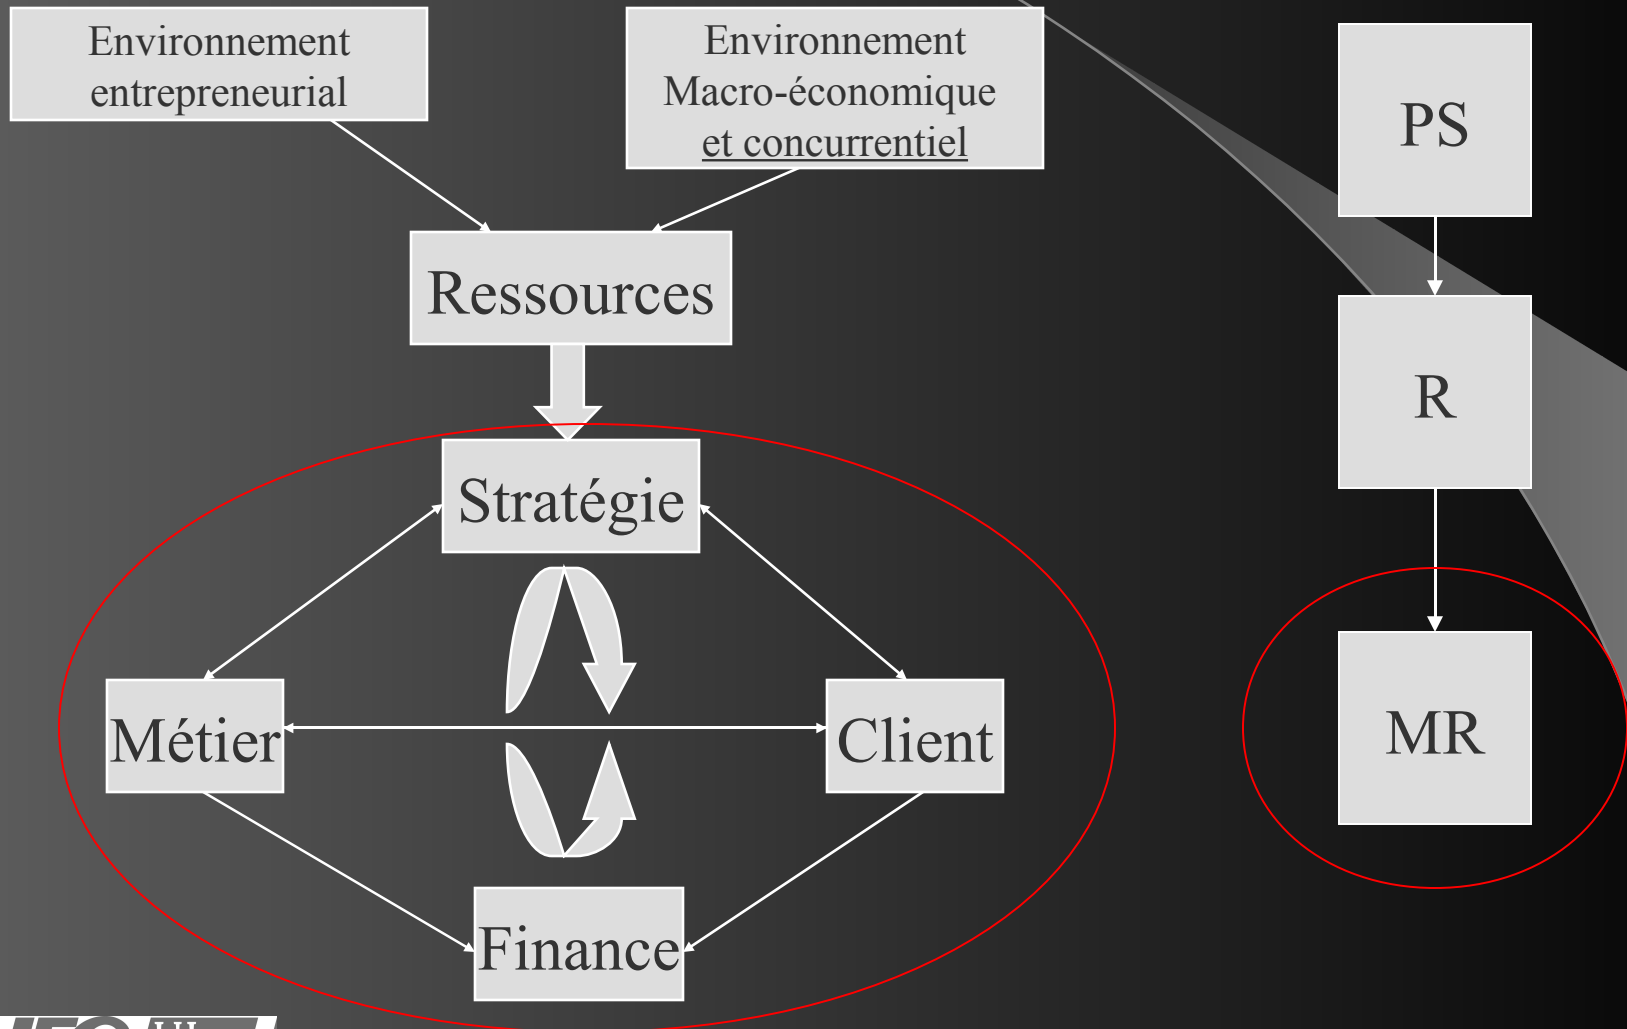 Environnement
entrepreneurial
Environnement
Macro-économique
et concurrentiel
Ressources
Stratégie
Métier
Client
Finance
PS
R
MR